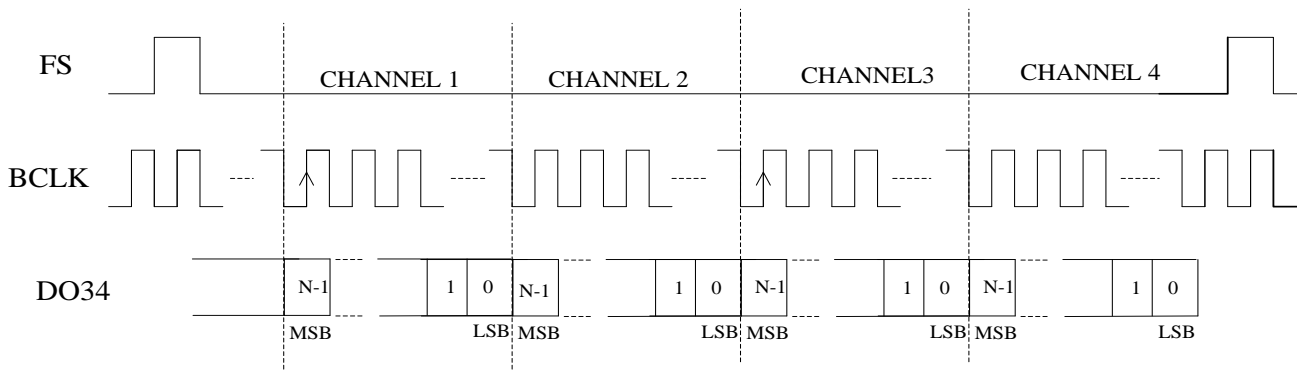 FS
CHANNEL 1
CHANNEL 2
CHANNEL3
CHANNEL 4
BCLK
DO34
N-1
1
0
N-1
1
0
N-1
1
0
N-1
1
0
MSB
LSB
MSB
LSB
MSB
LSB
MSB
LSB